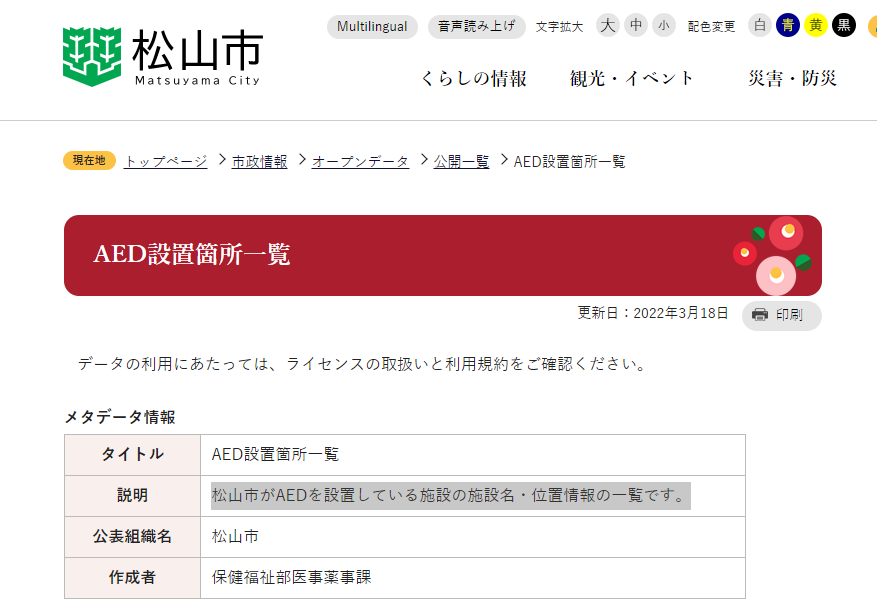 松山市
Matsuyama City
Multilingual 音声読み上げ 文字拡大 大 中 小 配色変更 白 青 黄 黒
くらしの情報 観光・イベント 災害・防災
現在地 トップページ > 市政情報 > オープンデータ > 公開一覧 > AED設置箇所一覧
AED設置箇所一覧
更新日：2022年3月18日 印刷
データの利用にあたっては、ライセンスの取扱いと利用規約をご確認ください。
メタデータ情報
タイトル AED設置箇所一覧
説明 松山市がAEDを設置している施設の施設名・位置情報の一覧です。
公表組織名 松山市
作成者 保健福祉部医事薬事課